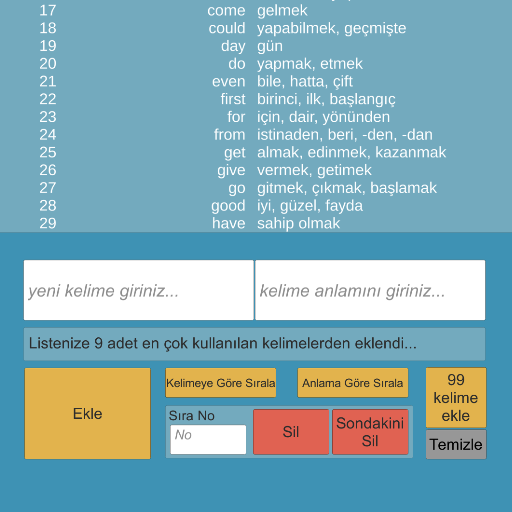 17 come gelmek
18 could yapabilmek, geçmişte
19 day gün
20 do yapmak, etmek
21 even bile, hatta, çift
22 first birinci, ilk, başlangıç
23 for için, dair, yönünden
24 from istinaden, beri, -den, -dan
25 get almak, edinmek, kazanmak
26 give vermek, getimek
27 go gitmek, çıkmak, başlamak
28 good iyi, güzel, fayda
29 have sahip olmak
yeni kelime giriniz... kelime anlamını giriniz...
Listenize 9 adet en çok kullanılan kelimelerden eklendi...
Ekle
Kelimeye Göre Sırala
Anlama Göre Sırala
99
kelime
ekle
Sıra No
No
Sil
Sondakini
Sil
Temizle